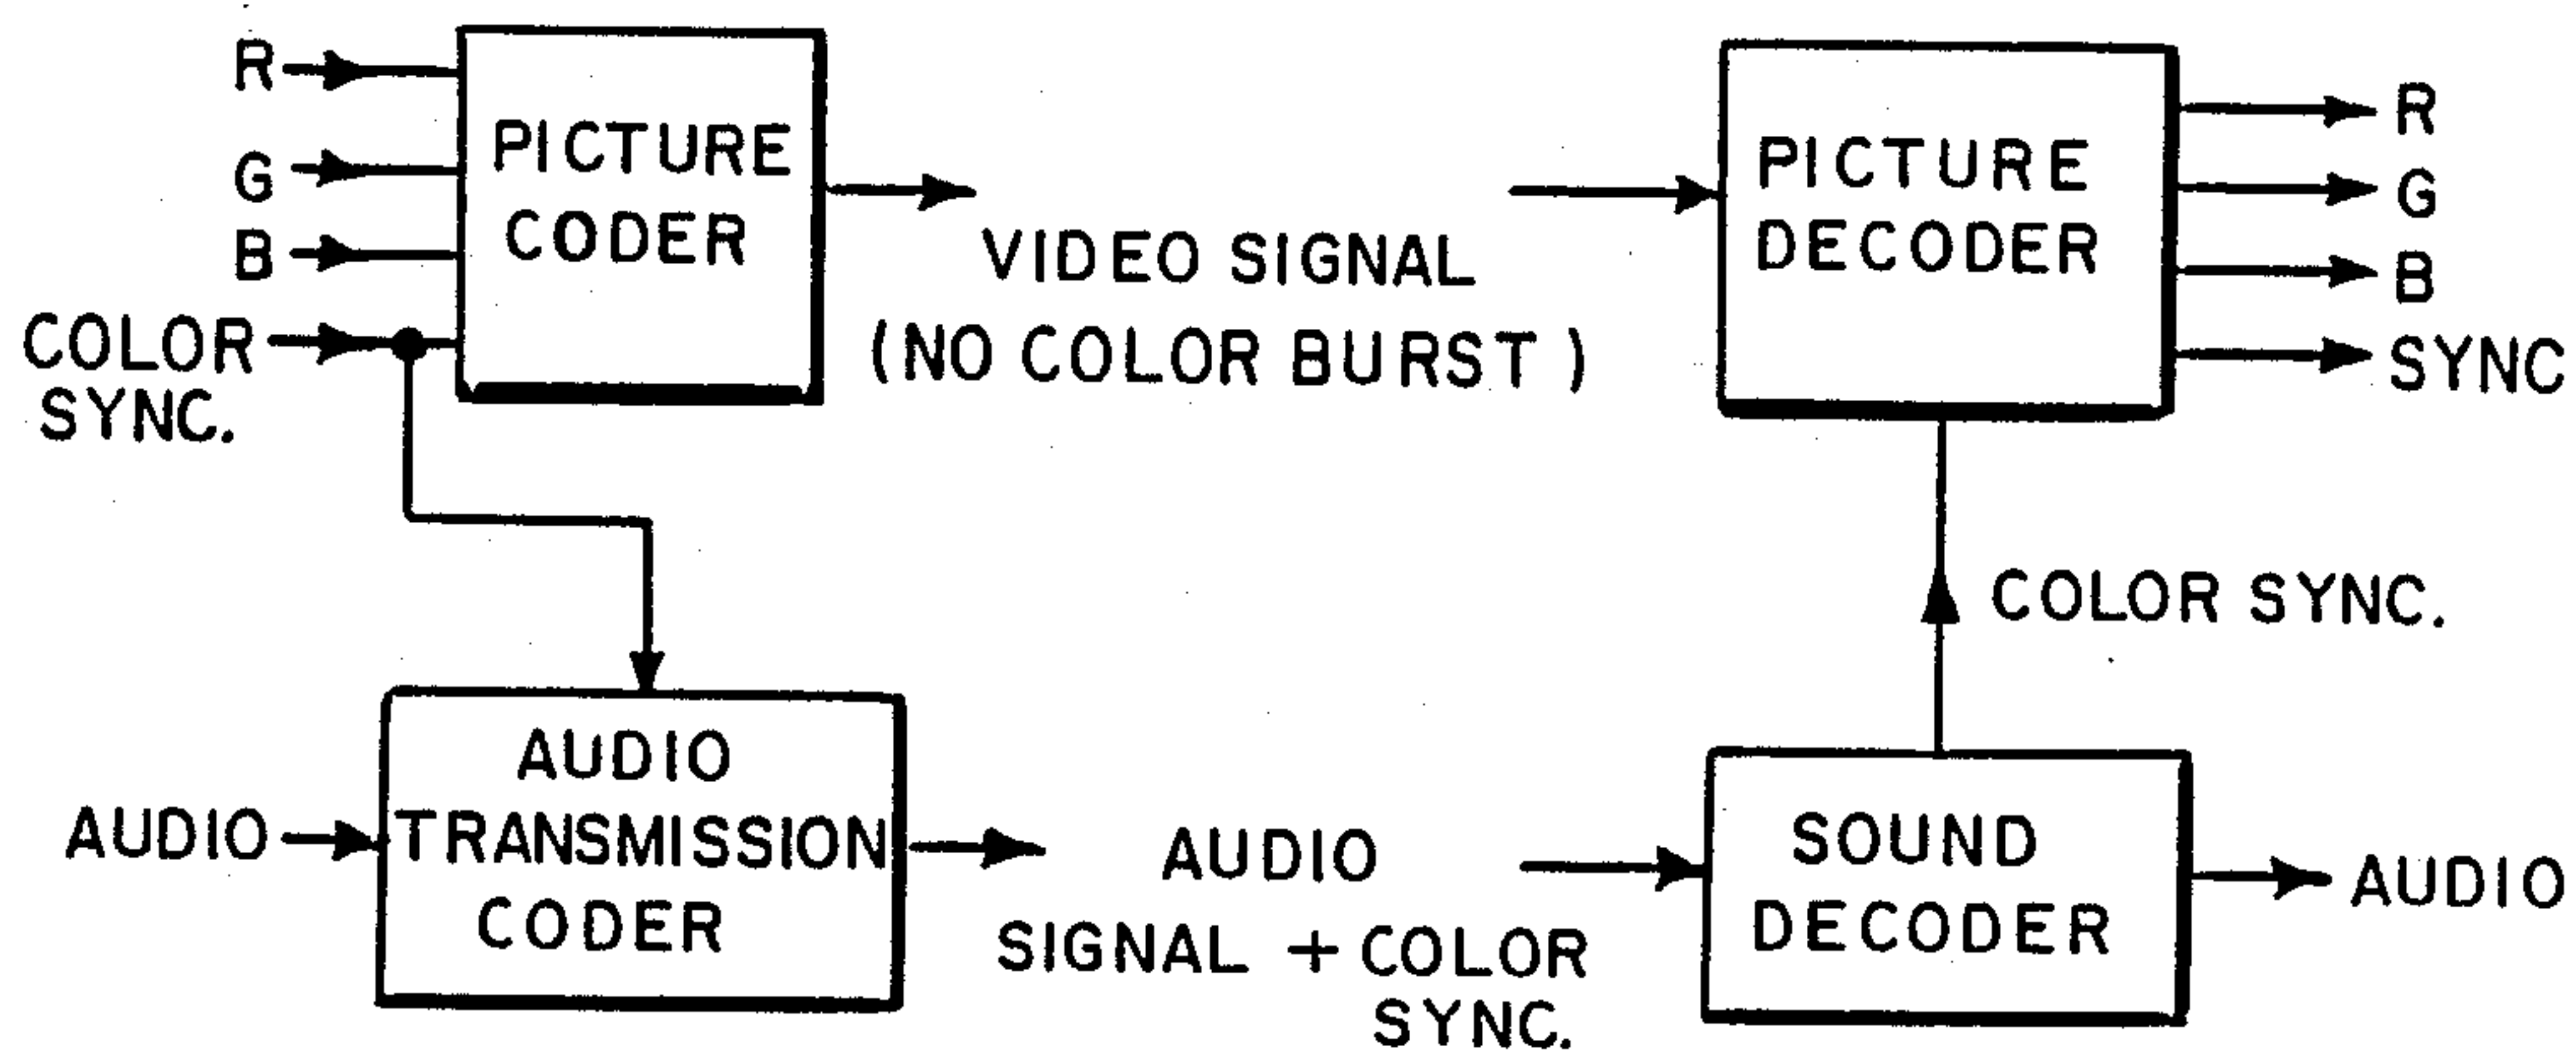 R
G
B
COLOR
SYNC.
PICTURE
CODER
VIDEO SIGNAL
(NO COLOR BURST )
PICTURE
DECODER
R
G
B
SYNC
COLOR SYNC.
AUDIO
AUDIO
TRANSMISSION
CODER
AUDIO
SIGNAL + COLOR
SYNC.
SOUND
DECODER
AUDIO